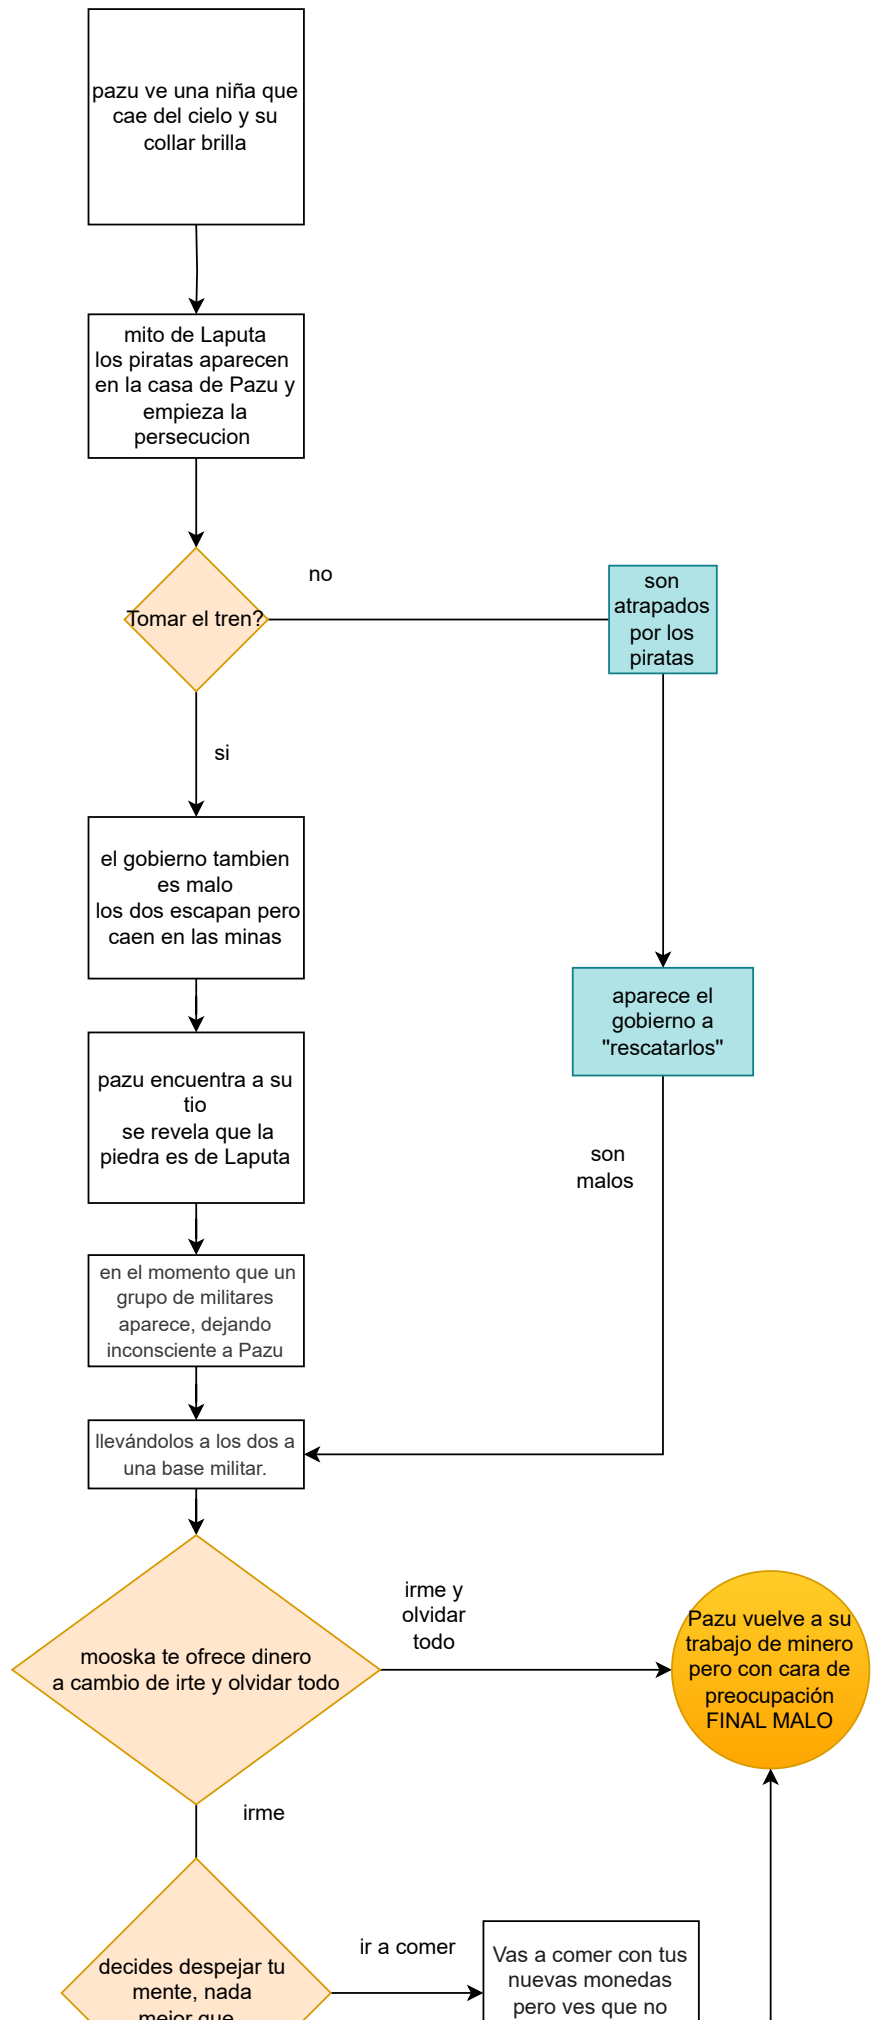 pazu ve una niña que
cae del cielo y su
collar brilla
mito de Laputa
los piratas aparecen
en la casa de Pazu y
empieza la
persecucion
Tomar el tren?
no
son
atrapados
por los
piratas
si
el gobierno tambien
es malo
los dos escapan pero
caen en las minas
aparece el
gobierno a
"rescatarlos"
pazu encuentra a su
tio
se revela que la
piedra es de Laputa
son
malos
en el momento que un
grupo de militares
aparece, dejando
inconsciente a Pazu
llevándolos a los dos a
una base militar.
mooska te ofrece dinero
a cambio de irte y olvidar todo
irme y
olvidar
todo
Pazu vuelve a su
trabajo de minero
pero con cara de
preocupación
FINAL MALO
irme
decides despejar tu
mente, nada
mejor que
ir a comer
Vas a comer con tus
nuevas monedas
pero ves que no